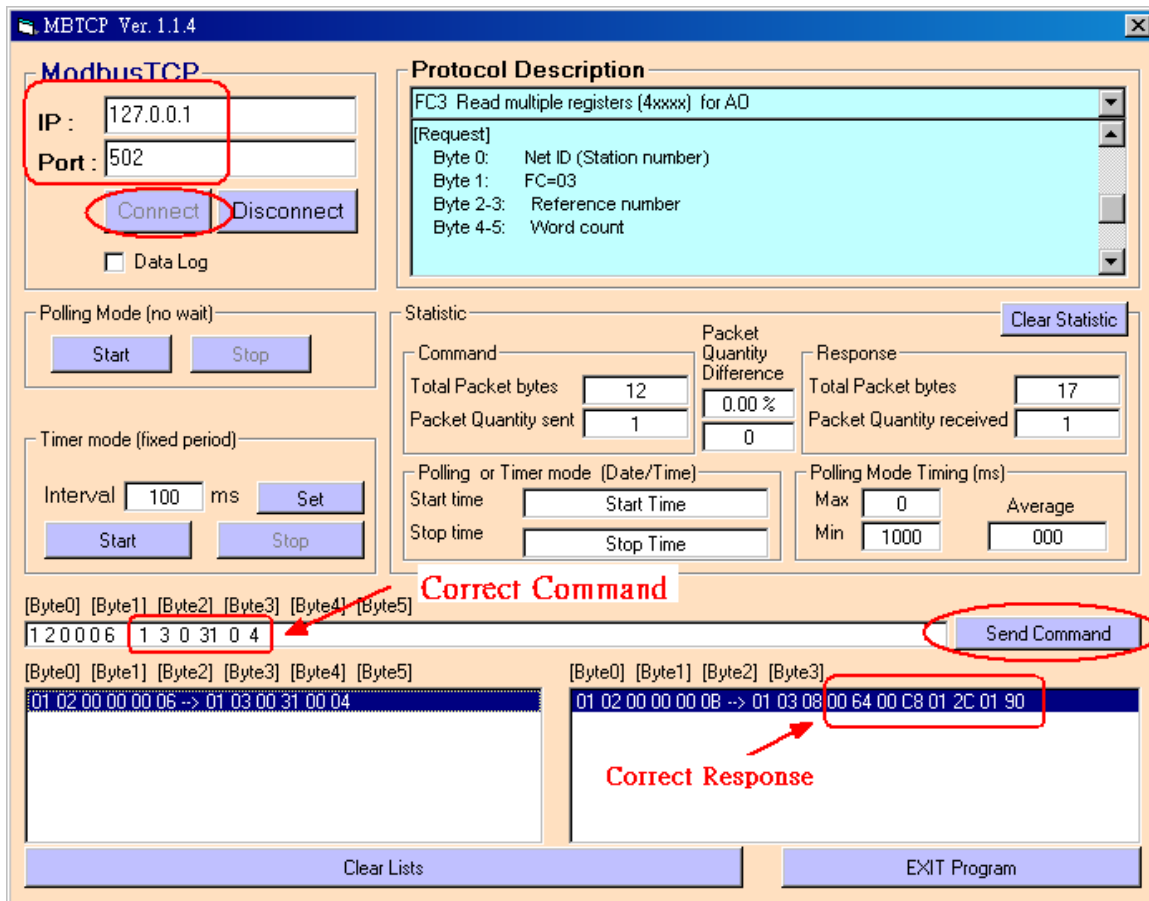 MBTCP Ver. 1.1.4
ModbusTCP
IP : 127.0.0.1
Port : 502
Connect Disconnect
Data Log
Protocol Description
FC3 Read multiple registers (4xxxx) for AO
[Request]
Byte 0: Net ID (Station number)
Byte 1: FC=03
Byte 2-3: Reference number
Byte 4-5: Word count
Polling Mode (no wait)
Start Stop
Timer mode (fixed period)
Interval 100 ms Set
Start Stop
Statistic
Clear Statistic
Command
Total Packet bytes 12
Packet Quantity sent 1
Packet
Quantity
Difference
0.00 %
0
Response
Total Packet bytes 17
Packet Quantity received 1
Polling or Timer mode (Date/Time)
Start time Start Time
Stop time Stop Time
Polling Mode Timing (ms)
Max 0
Min 1000
Average
000
Correct Command
[Byte0] [Byte1] [Byte2] [Byte3] [Byte4] [Byte5]
1 2 0 0 0 6 1 3 0 31 0 4
Send Command
[Byte0] [Byte1] [Byte2] [Byte3] [Byte4] [Byte5]
01 02 00 00 00 06 --> 01 03 00 31 00 04
[Byte0] [Byte1] [Byte2] [Byte3]
01 02 00 00 00 0B --> 01 03 08 00 64 00 C8 01 2C 01 90
Correct Response
Clear Lists
EXIT Program